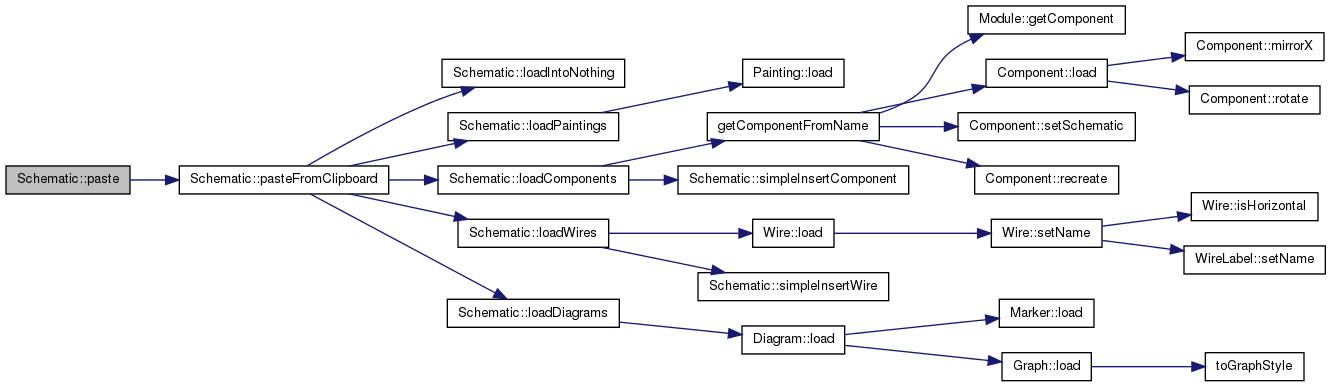 Module::getComponent
Component::mirrorX
Schematic::loadIntoNothing
Painting::load
Component::load
Component::rotate
Schematic::loadPaintings
getComponentFromName
Component::setSchematic
Schematic::paste
Schematic::pasteFromClipboard
Schematic::loadComponents
Schematic::simpleInsertComponent
Component::recreate
Wire::isHorizontal
Schematic::loadWires
Wire::load
Wire::setName
WireLabel::setName
Schematic::simpleInsertWire
Schematic::loadDiagrams
Marker::load
Diagram::load
Graph::load
toGraphStyle